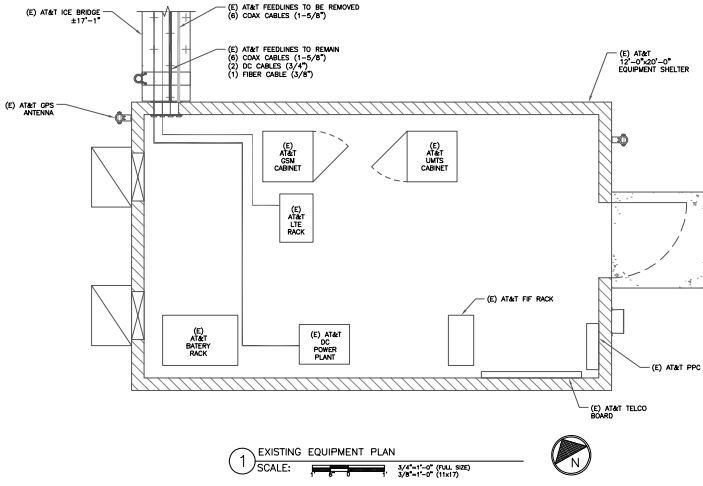 (E) AT&T ICE BRIDGE
±17'-1"
(E) AT&T FEEDLINES TO BE REMOVED
(6) COAX CABLES (1-5/8")
(E) AT&T FEEDLINES TO REMAIN
(6) COAX CABLES (1-5/8")
(2) DC CABLES (3/4")
(1) FIBER CABLE (3/8")
(E) AT&T
12'-0"x20'-0"
EQUIPMENT SHELTER
(E) AT&T GPS
ANTENNA
(E)
AT&T
GSM
CABINET
(E)
AT&T
UMTS
CABINET
(E)
AT&T
LTE
RACK
(E) AT&T FIF RACK
(E)
AT&T
BATERY
RACK
(E) AT&T
DC
POWER
PLANT
(E) AT&T PPC
(E) AT&T TELCO
BOARD
1
EXISTING EQUIPMENT PLAN
SCALE:
3/4"=1'-0" (FULL SIZE)
3/8"=1'-0" (11x17)
N